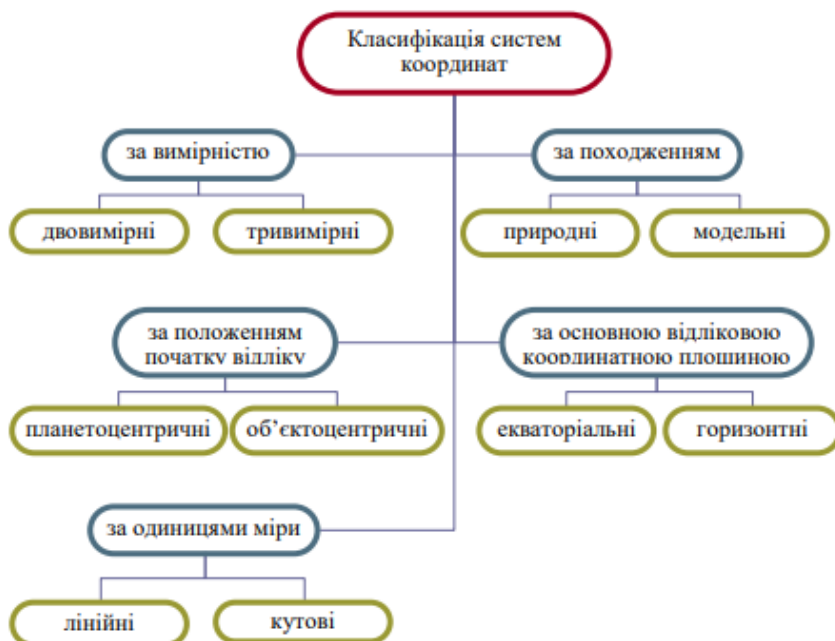 Класифікація систем
координат
за вимірністю
за походженням
двовимірні
тривимірні
природні
модельні
за положенням
початку відліку
за основною відліковою
координатною площиною
планетоцентричні
об’єктоцентричні
екваторіальні
горизонтні
за одиницями міри
лінійні
кутові